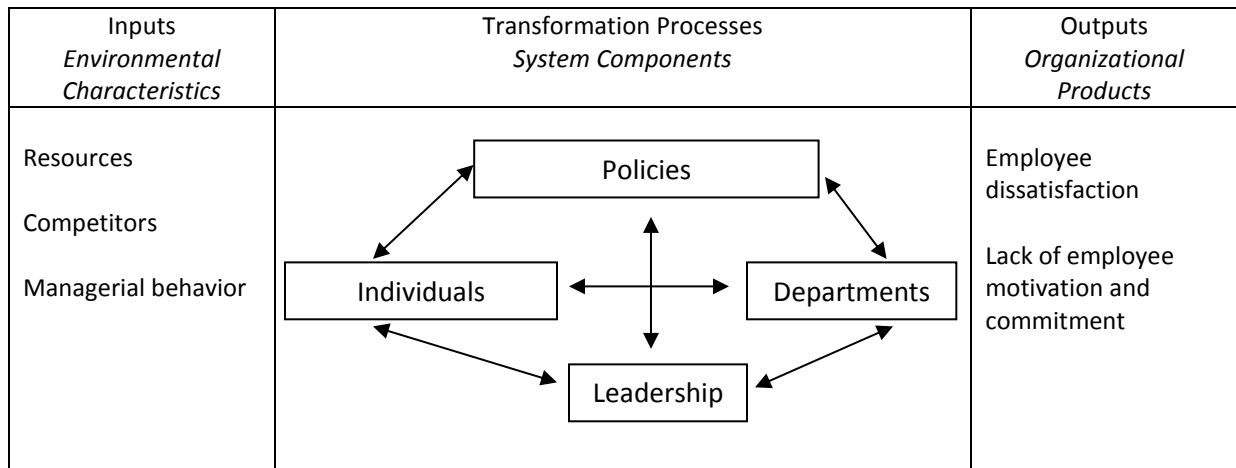 Inputs
Environmental
Characteristics
Transformation Processes
System Components
Outputs
Organizational
Products
Resources
Competitors
Managerial behavior
Policies
Individuals
Departments
Leadership
Employee
dissatisfaction
Lack of employee
motivation and
commitment